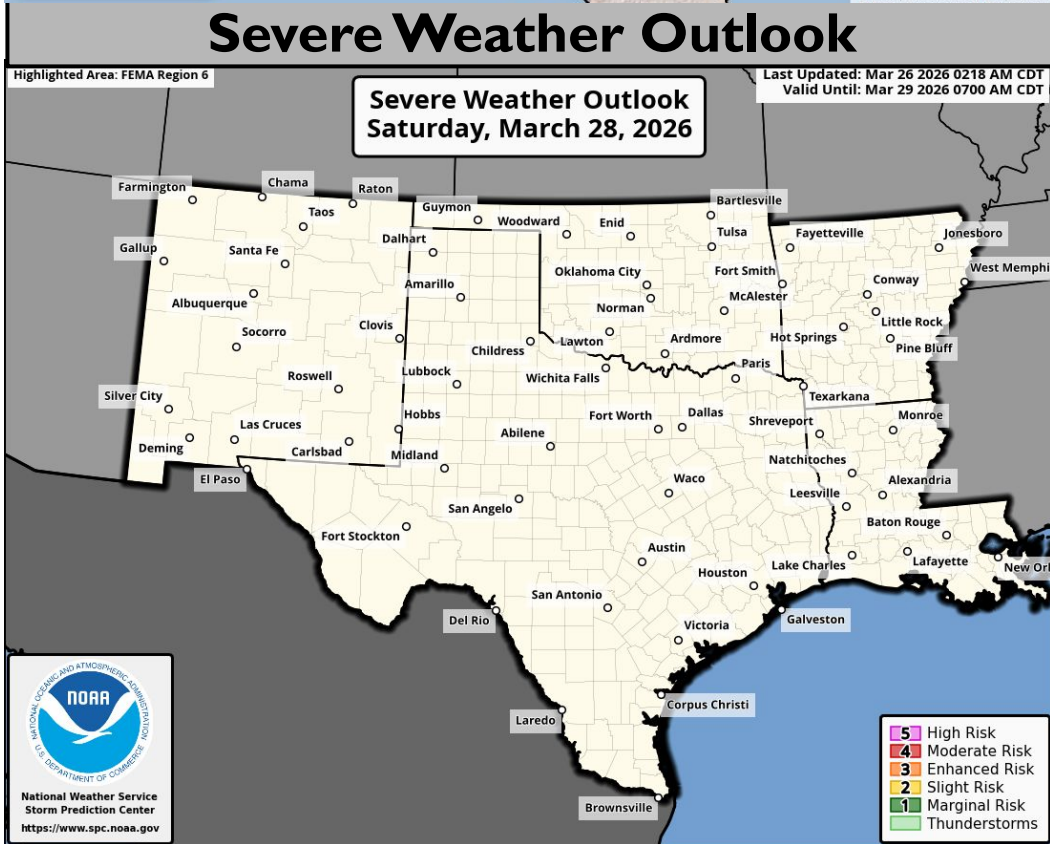 Severe Weather Outlook
Highlighted Area: FEMA Region 6
Last Updated: Mar 26 2026 0218 AM CDT
Valid Until: Mar 29 2026 0700 AM CDT
Severe Weather Outlook
Saturday, March 28, 2026
Farmington
Chama
Raton
Taos
Guymon
Woodward
Enid
Bartlesville
Tulsa
Fayetteville
Jonesboro
Gallup
Santa Fe
Dalhart
Oklahoma City
Fort Smith
Conway
West Memphi
Albuquerque
Amarillo
Norman
McAlester
Little Rock
Socorro
Clovis
Childress
Lawton
Ardmore
Hot Springs
Pine Bluff
Roswell
Lubbock
Wichita Falls
Paris
Texarkana
Silver City
Las Cruces
Hobbs
Fort Worth
Dallas
Shreveport
Monroe
Deming
Carlsbad
Midland
Abilene
Natchitoches
El Paso
San Angelo
Waco
Leesville
Alexandria
Fort Stockton
Austin
Baton Rouge
Houston
Lake Charles
Lafayette
New Orl
Del Rio
San Antonio
Victoria
Galveston
Laredo
Corpus Christi
Brownsville
NATIONAL OCEANIC AND ATMOSPHERIC ADMINISTRATION
NOAA
U.S. DEPARTMENT OF COMMERCE
National Weather Service
Storm Prediction Center
https://www.spc.noaa.gov
5 High Risk
4 Moderate Risk
3 Enhanced Risk
2 Slight Risk
1 Marginal Risk
Thunderstorms